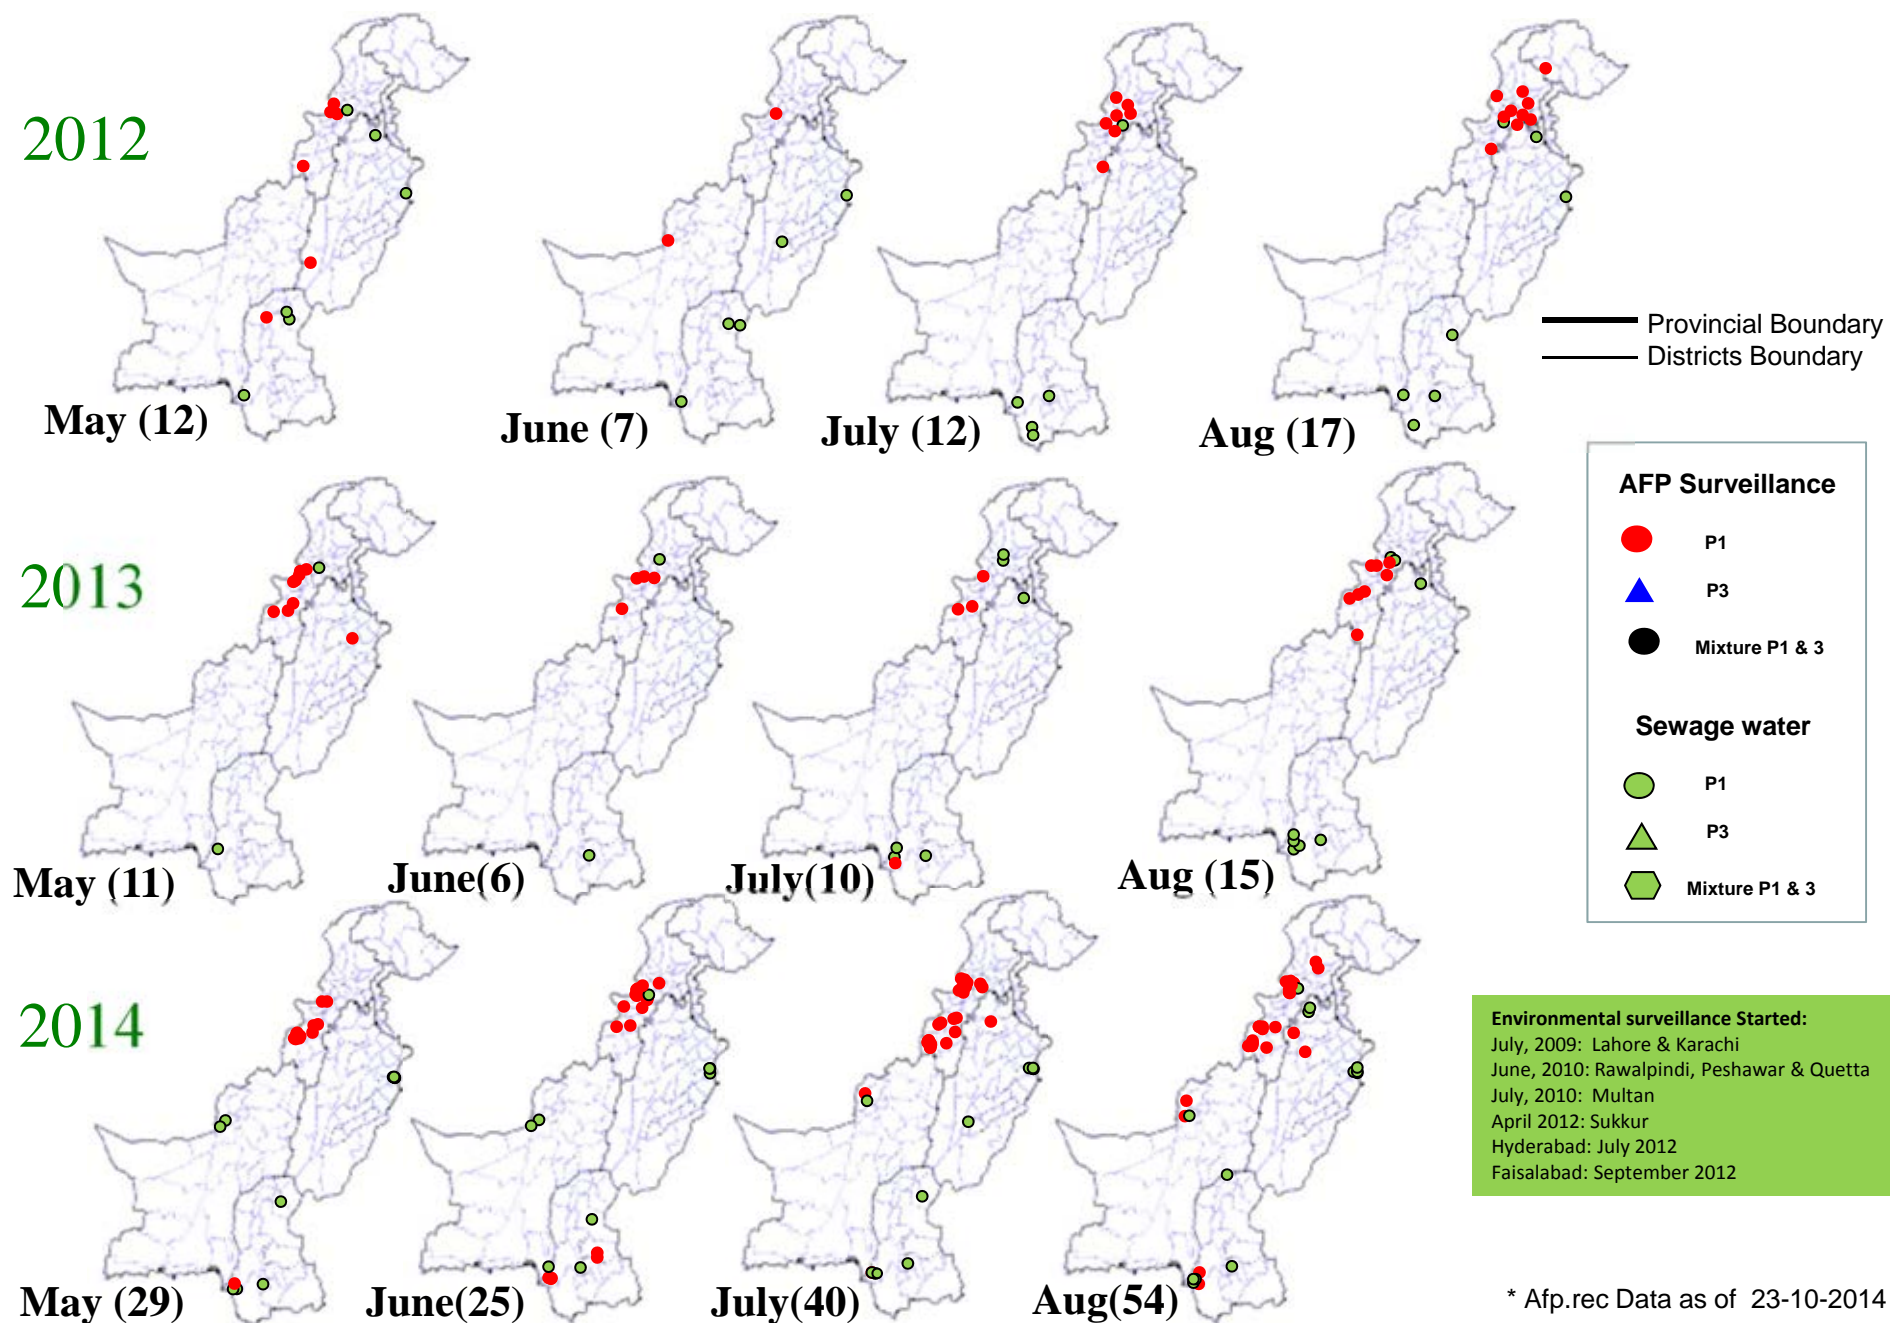 2012
May (12)
June (7)
July (12)
Aug (17)
Provincial Boundary
Districts Boundary
2013
May (11)
June(6)
July(10)
Aug (15)
AFP Surveillance
P1
P3
Mixture P1 & 3
Sewage water
P1
P3
Mixture P1 & 3
2014
May (29)
June(25)
July(40)
Aug(54)
Environmental surveillance Started:
July, 2009: Lahore & Karachi
June, 2010: Rawalpindi, Peshawar & Quetta
July, 2010: Multan
April 2012: Sukkur
Hyderabad: July 2012
Faisalabad: September 2012
* Afp.rec Data as of 23-10-2014